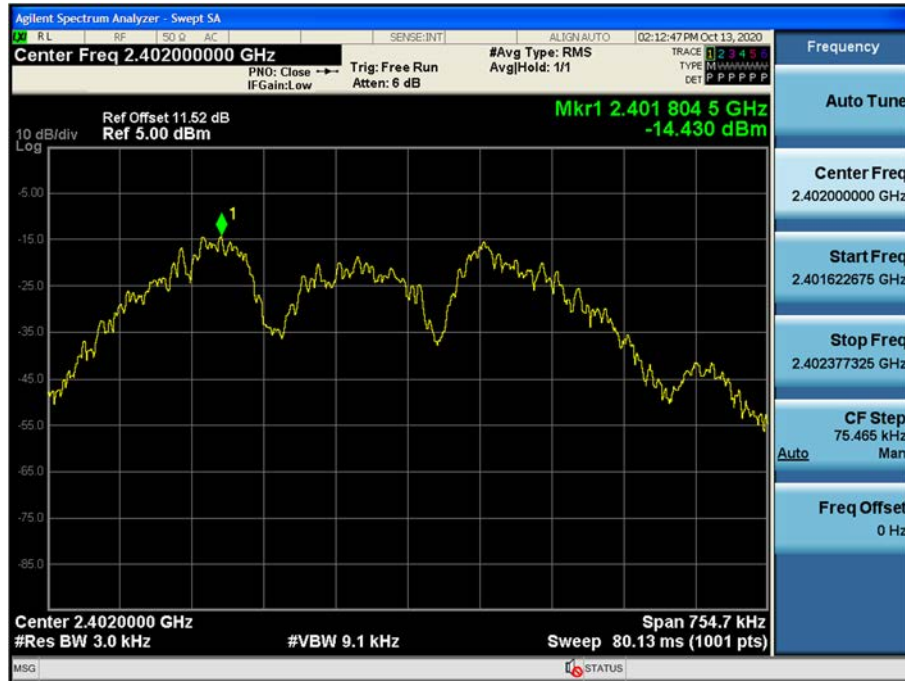 Agilent Spectrum Analyzer - Swept SA
LXI RL RF 50 Ω AC SENSE:INT ALIGN AUTO 02:12:47 PM Oct 13, 2020
Center Freq 2.402000000 GHz
PNO: Close
IFGain:Low
Trig: Free Run
Atten: 6 dB
#Avg Type: RMS
Avg|Hold: 1/1
TRACE 1 2 3 4 5 6
TYPE M WWWWW
DET P P P P P P
Frequency
Mkr1 2.401 804 5 GHz
-14.430 dBm
Ref Offset 11.52 dB
10 dB/div Ref 5.00 dBm
Log
1
-5.00
-15.0
-25.0
-35.0
-45.0
-55.0
-65.0
-75.0
-85.0
Center 2.4020000 GHz Span 754.7 kHz
#Res BW 3.0 kHz #VBW 9.1 kHz Sweep 80.13 ms (1001 pts)
MSG STATUS
Auto Tune
Center Freq
2.402000000 GHz
Start Freq
2.401622675 GHz
Stop Freq
2.402377325 GHz
CF Step
75.465 kHz
Auto Man
Freq Offset
0 Hz